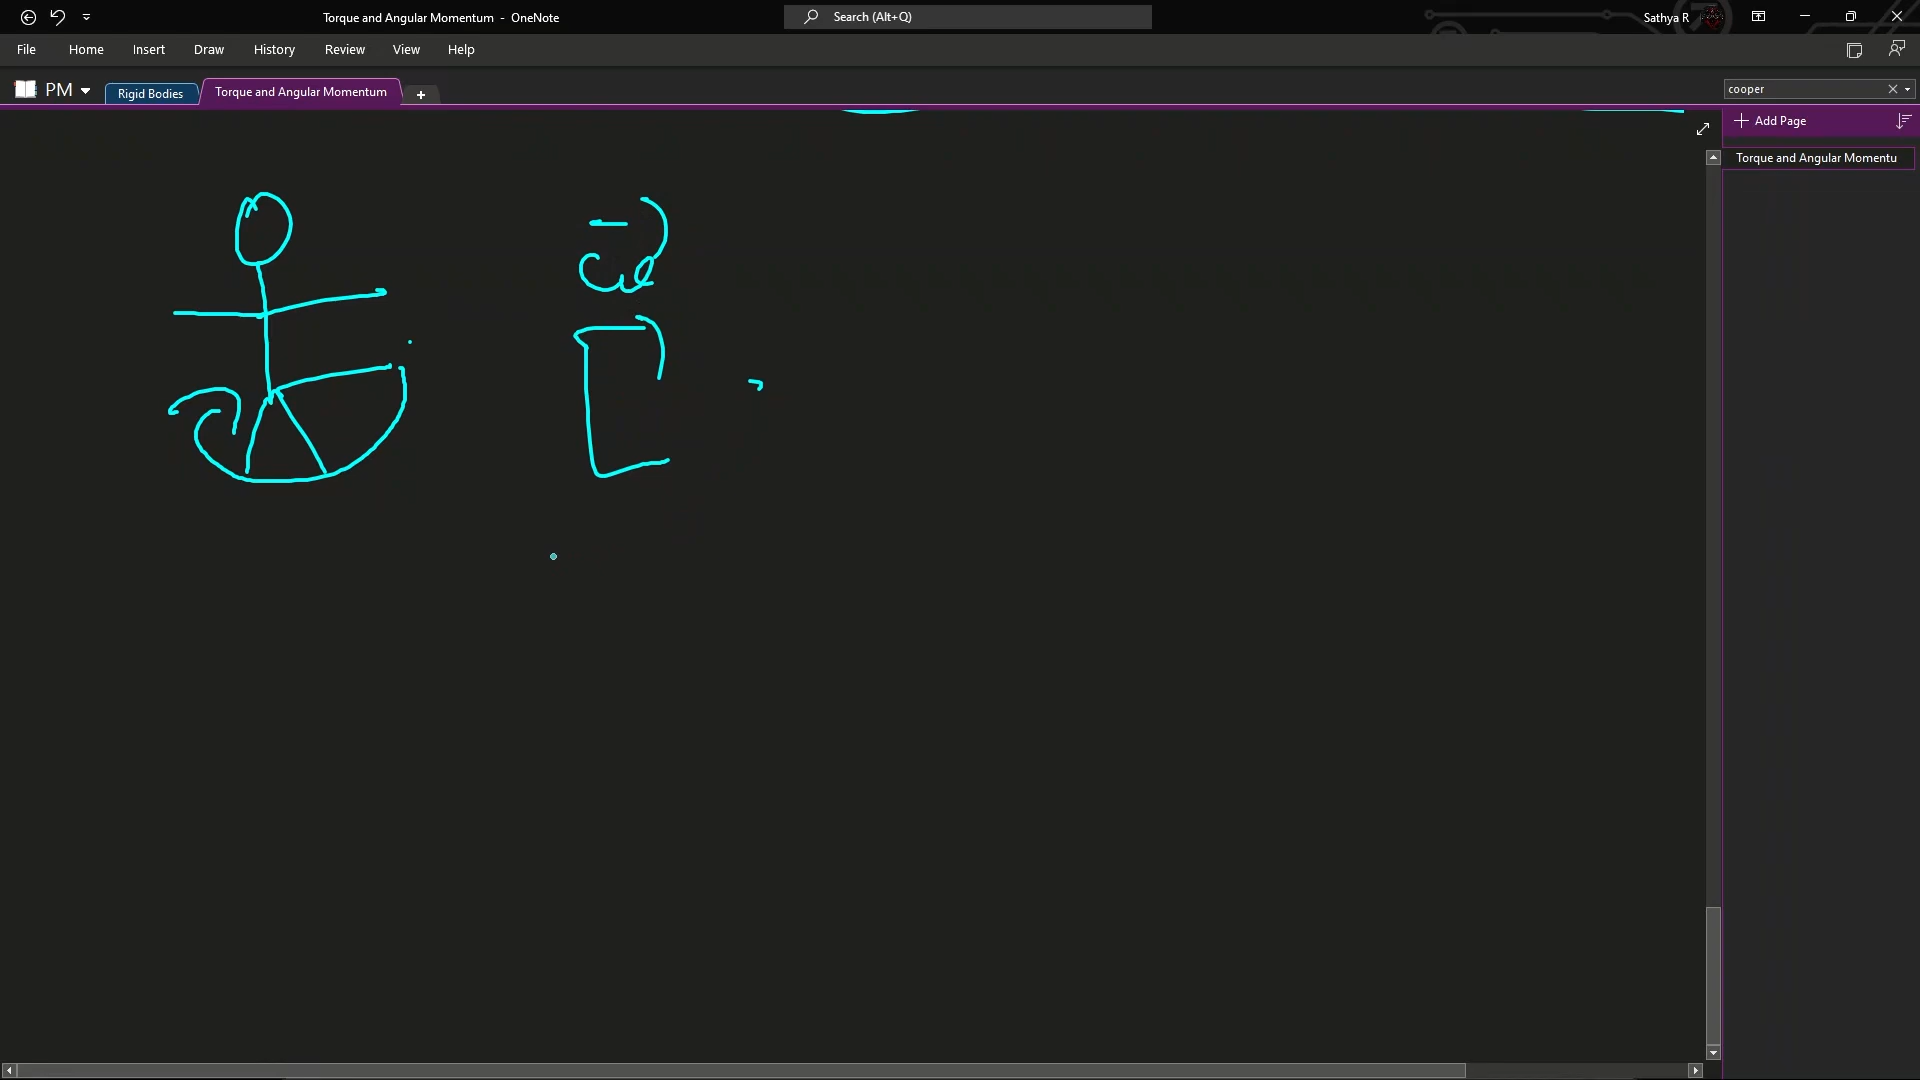 Torque and Angular Momentum - OneNote
Search (Alt+Q)
Sathya R
File Home Insert Draw History Review View Help
PM
Rigid Bodies
Torque and Angular Momentum
cooper
Add Page
Torque and Angular Momentu